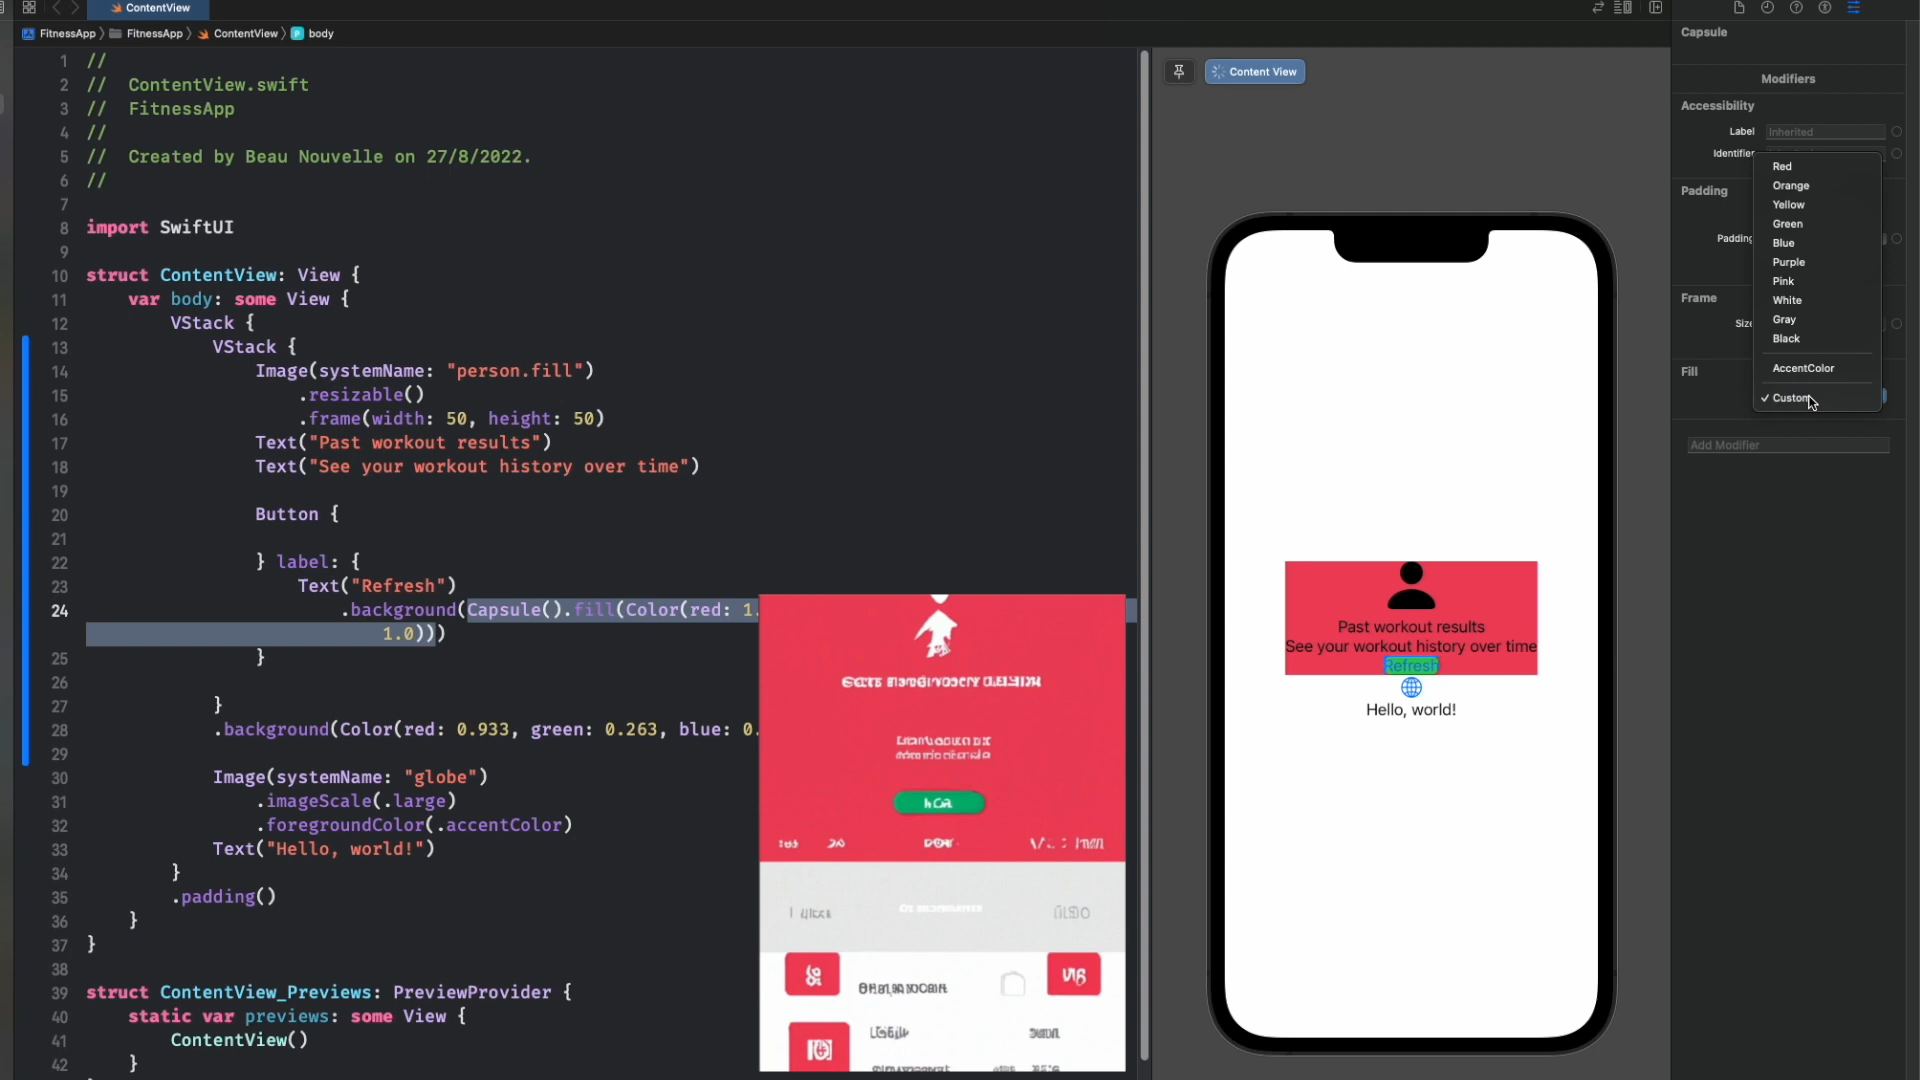 ContentView
FitnessApp 〉 FitnessApp 〉 ContentView 〉 P body
1 //
2 //  ContentView.swift
3 //  FitnessApp
4 //
5 //  Created by Beau Nouvelle on 27/8/2022.
6 //
7
8 import SwiftUI
9
10 struct ContentView: View {
11     var body: some View {
12         VStack {
13             VStack {
14                 Image(systemName: "person.fill")
15                     .resizable()
16                     .frame(width: 50, height: 50)
17                 Text("Past workout results")
18                 Text("See your workout history over time")
19
20                 Button {
21
22                 } label: {
23                     Text("Refresh")
24                         .background(Capsule().fill(Color(red: 1.
1.0)))
25                 }
26
27             }
28             .background(Color(red: 0.933, green: 0.263, blue: 0.
29
30             Image(systemName: "globe")
31                 .imageScale(.large)
32                 .foregroundColor(.accentColor)
33             Text("Hello, world!")
34         }
35         .padding()
36     }
37 }
38
39 struct ContentView_Previews: PreviewProvider {
40     static var previews: some View {
41         ContentView()
42     }
Content View
Past workout results
See your workout history over time
Refresh
Hello, world!
Capsule
Modifiers
Accessibility
Label Inherited
Identifier
Padding
Padding
Frame
Size
Fill
Red
Orange
Yellow
Green
Blue
Purple
Pink
White
Gray
Black
AccentColor
✓ Custom
Add Modifier